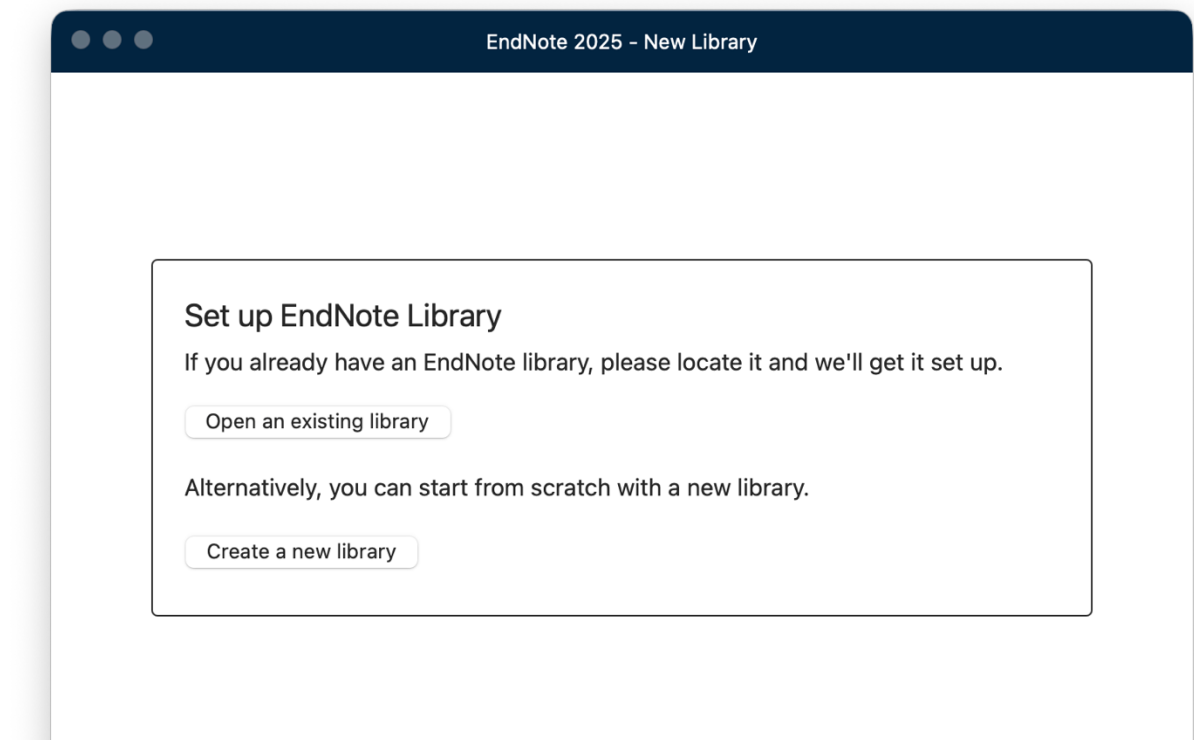 EndNote 2025 - New Library
Set up EndNote Library
If you already have an EndNote library, please locate it and we'll get it set up.
Open an existing library
Alternatively, you can start from scratch with a new library.
Create a new library